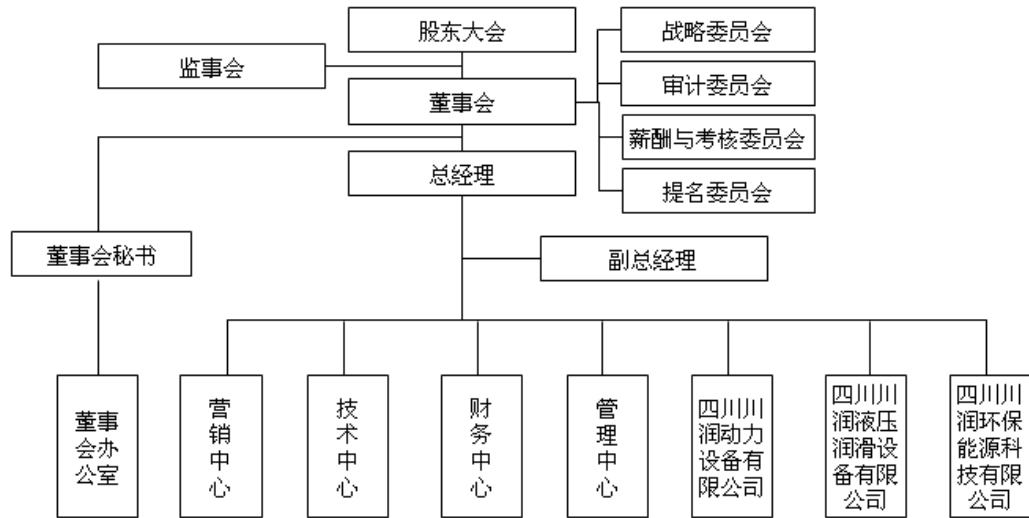 股东大会
战略委员会
监事会
审计委员会
董事会
薪酬与考核委员会
总经理
提名委员会
董事会秘书
副总经理
董事
会办
公室
营
销
中
心
技
术
中
心
财
务
中
心
管
理
中
心
四川川
润动力
设备有
限公司
四川川
润液压
润滑设
备有限
公司
四川川
润环保
能源科
技有限
公司